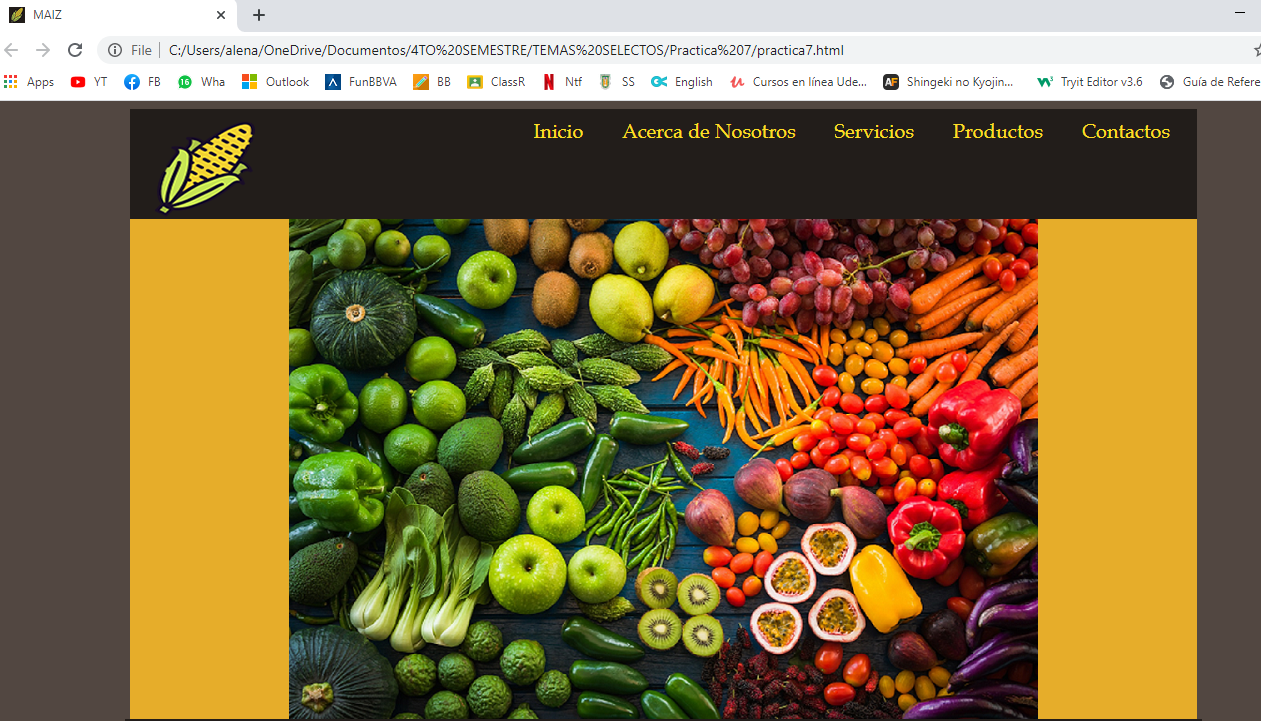 MAIZ
File C:/Users/alena/OneDrive/Documentos/4TO%20SEMESTRE/TEMAS%20SELECTOS/Practica%207/practica7.html
Apps YT FB 16 Wha Outlook FunBBVA BB ClassR Ntf SS English Cursos en línea Ude... AF Shingeki no Kyojin... Tryit Editor v3.6 Guía de Refere
Inicio Acerca de Nosotros Servicios Productos Contactos